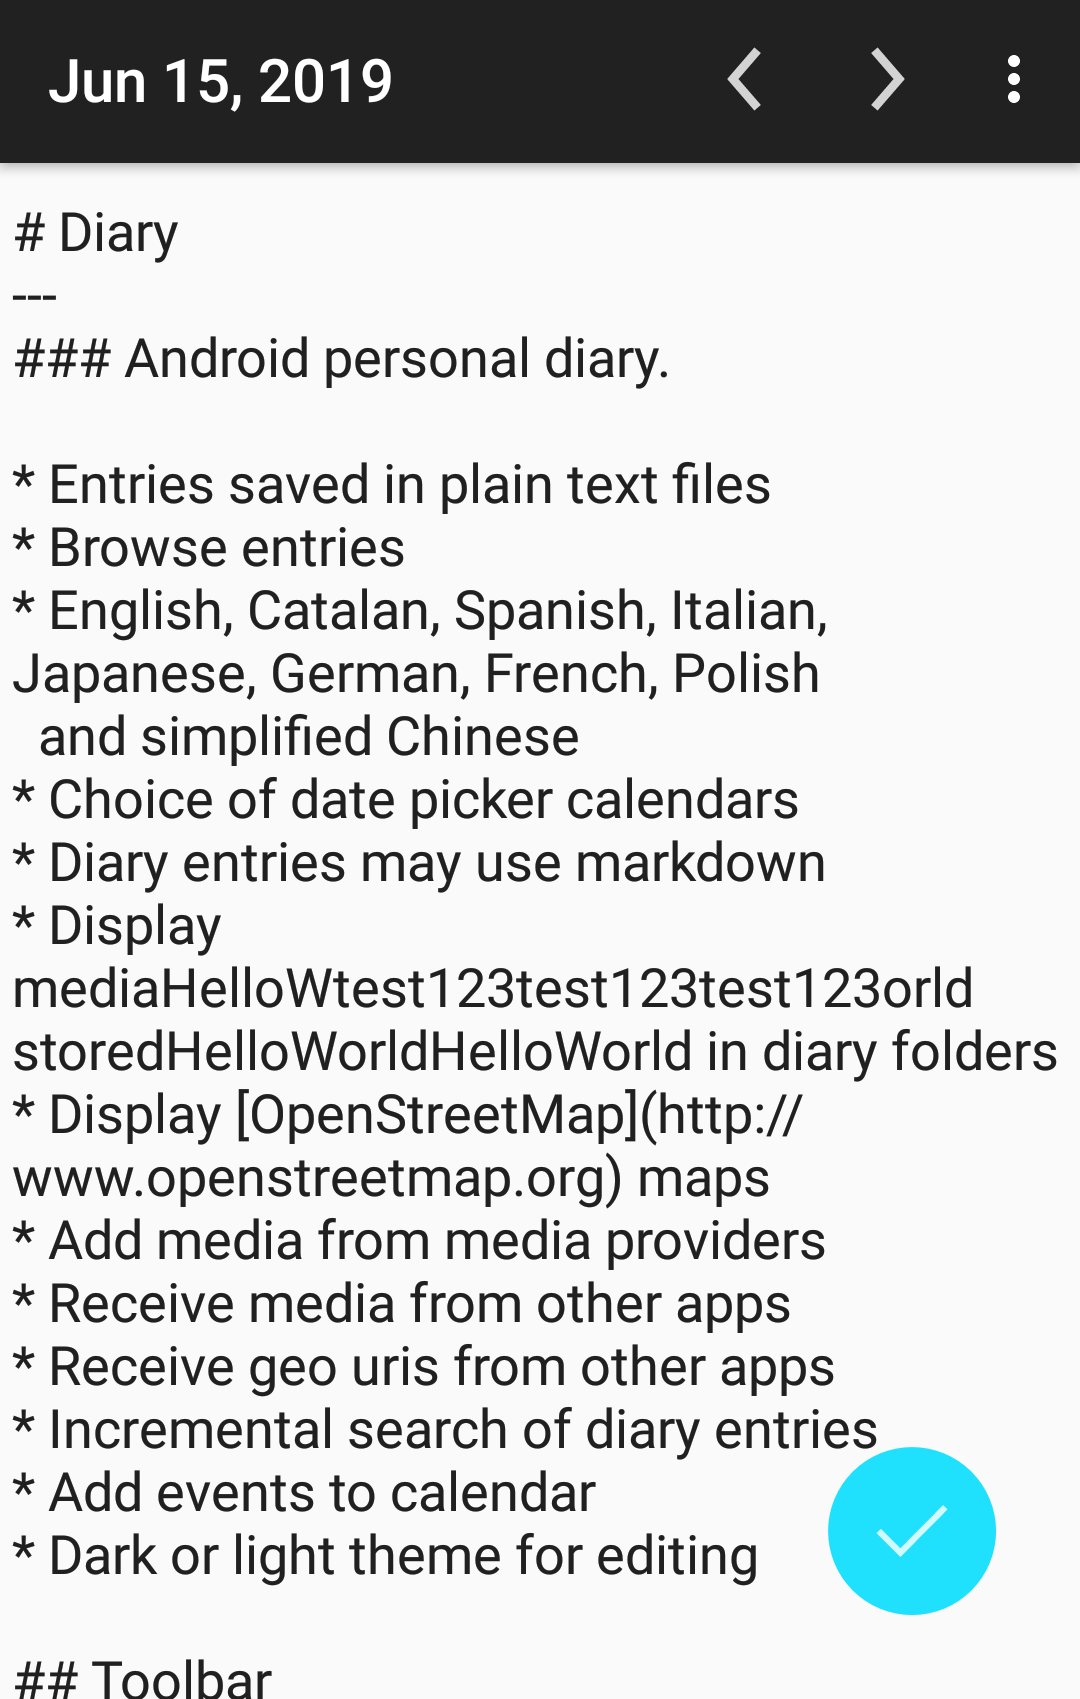 Jun 15, 2019
# Diary
---
### Android personal diary.
* Entries saved in plain text files
* Browse entries
* English, Catalan, Spanish, Italian,
Japanese, German, French, Polish
and simplified Chinese
* Choice of date picker calendars
* Diary entries may use markdown
* Display
mediaHelloWtest123test123test123orld
storedHelloWorldHelloWorld in diary folders
* Display [OpenStreetMap](http://
www.openstreetmap.org) maps
* Add media from media providers
* Receive media from other apps
* Receive geo uris from other apps
* Incremental search of diary entries
* Add events to calendar
* Dark or light theme for editing
## Toolbar